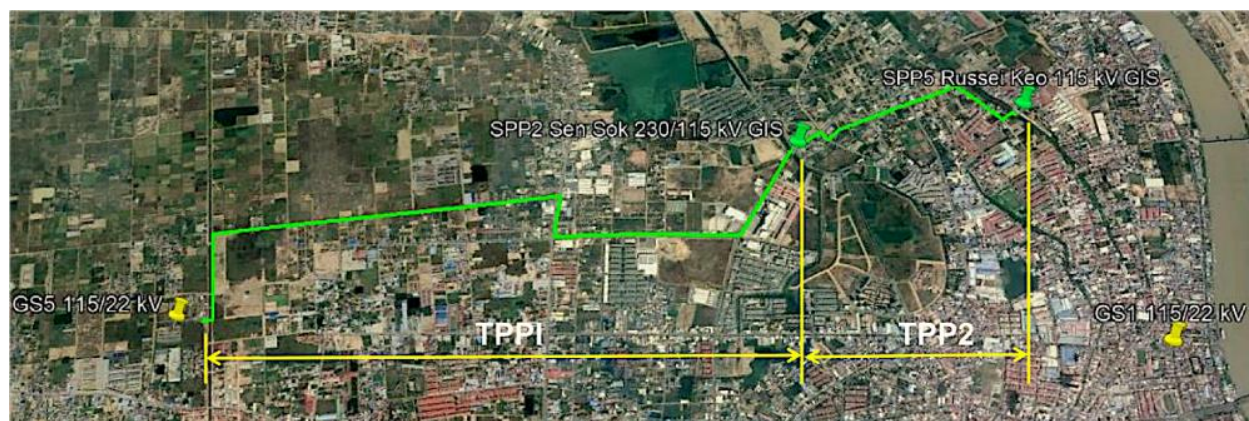 SPP5 Russei Keo 115 kV GIS
SPP2 Sen Sok 230/115 kV GIS
GS5 115/22 kV
GS1 115/22 kV
TPPI
TPP2